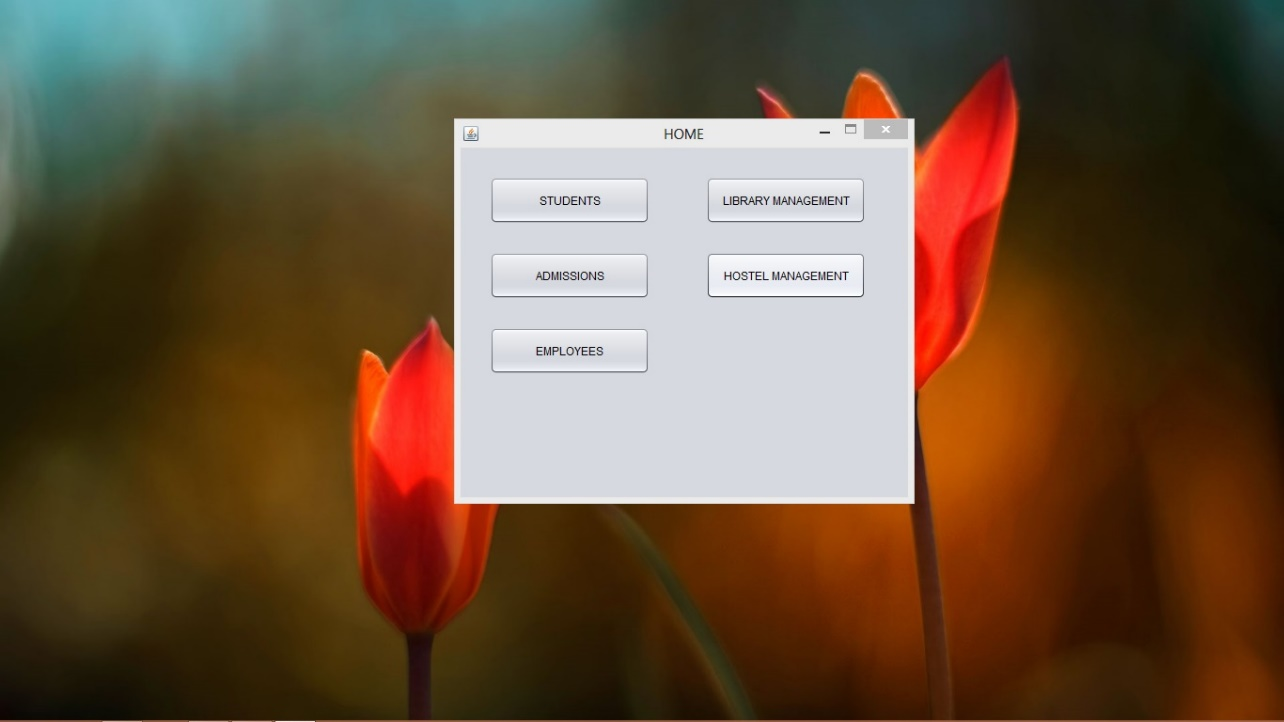 HOME
STUDENTS
LIBRARY MANAGEMENT
ADMISSIONS
HOSTEL MANAGEMENT
EMPLOYEES